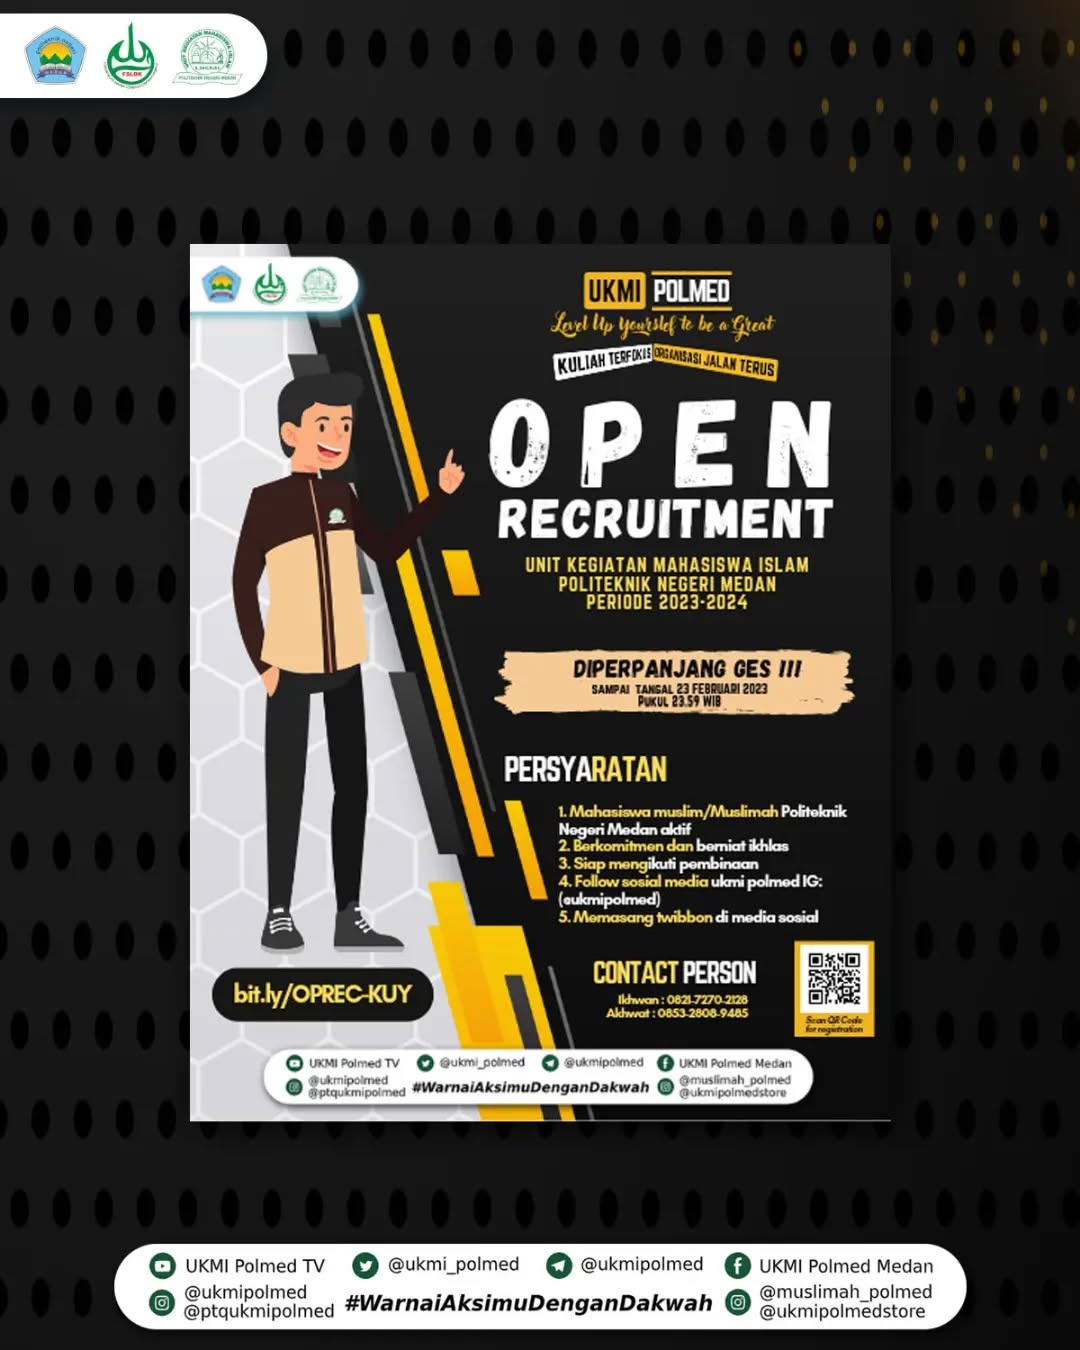 UKMI POLMED
Level Up Yourslef to be a Great
KULIAH TERFOKUS ORGANISASI JALAN TERUS
OPEN
RECRUITMENT
UNIT KEGIATAN MAHASISWA ISLAM
POLITEKNIK NEGERI MEDAN
PERIODE 2023-2024
DIPERPANJANG GES !!!
SAMPAI TANGAL 23 FEBRUARI 2023
PUKUL 23.59 WIB
PERSYARATAN
1. Mahasiswa muslim/Muslimah Politeknik
Negeri Medan aktif
2. Berkomitmen dan berniat ikhlas
3. Siap mengikuti pembinaan
4. Follow sosial media ukmi polmed IG:
(@ukmipolmed)
5. Memasang twibbon di media sosial
CONTACT PERSON
Ikhwan : 0821-7270-2128
Akhwat : 0853-2808-9485
Scan QR Code
for registration
bit.ly/OPREC-KUY
UKMI Polmed TV @ukmi_polmed @ukmipolmed UKMI Polmed Medan
@ukmipolmed
@ptqukmipolmed
#WarnaiAksimuDenganDakwah
@muslimah_polmed
@ukmipolmedstore
UKMI Polmed TV @ukmi_polmed @ukmipolmed UKMI Polmed Medan
@ukmipolmed
@ptqukmipolmed
#WarnaiAksimuDenganDakwah
@muslimah_polmed
@ukmipolmedstore